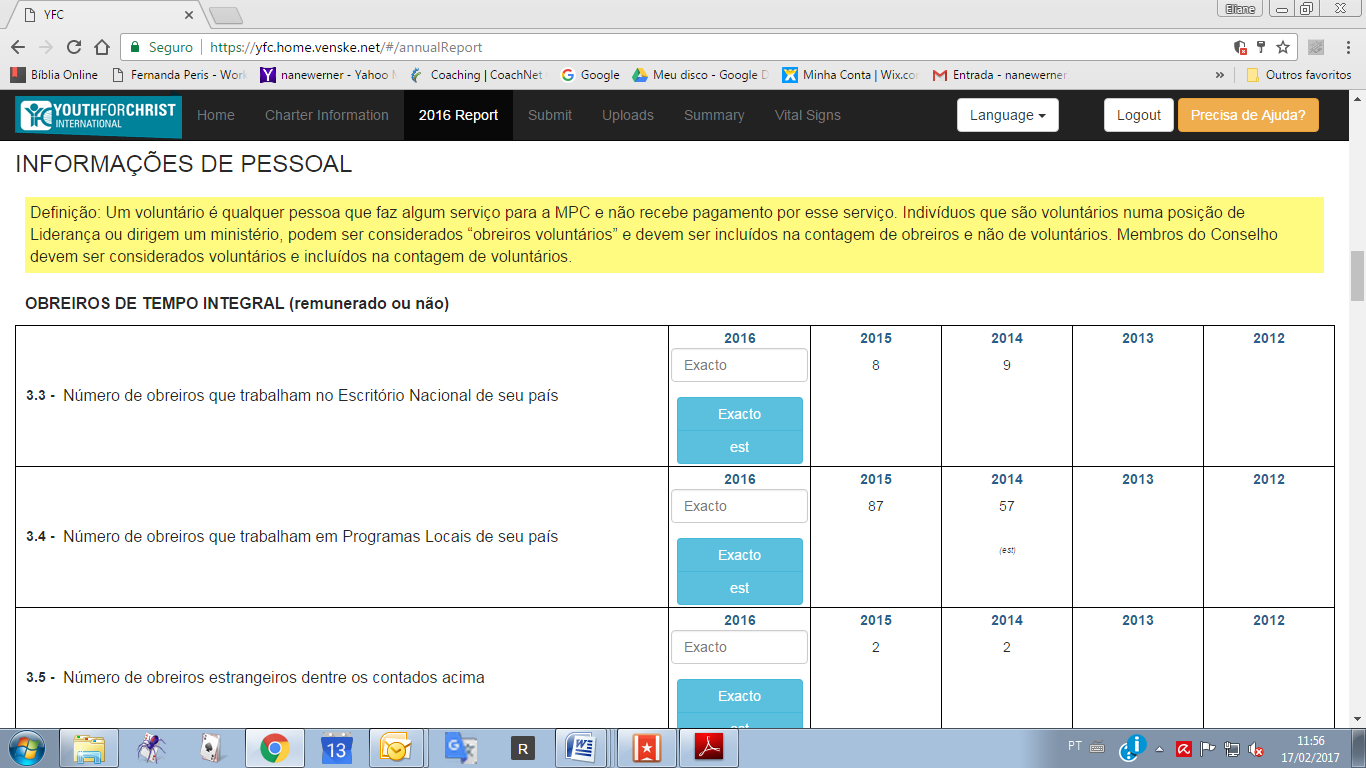 YFC
Eliane
Seguro https://yfc.home.venske.net/#/annualReport
Bíblia Online Fernanda Peris - Wor nanewerner - Yahoo Coaching | CoachNet Google Meu disco - Google D Minha Conta | Wix.co Entrada - nanewerner » Outros favoritos
YOUTHFORCHRIST
INTERNATIONAL
Home Charter Information 2016 Report Submit Uploads Summary Vital Signs Language Logout Precisa de Ajuda?
INFORMAÇÕES DE PESSOAL
Definição: Um voluntário é qualquer pessoa que faz algum serviço para a MPC e não recebe pagamento por esse serviço. Indivíduos que são voluntários numa posição de
Liderança ou dirigem um ministério, podem ser considerados “obreiros voluntários” e devem ser incluídos na contagem de obreiros e não de voluntários. Membros do Conselho
devem ser considerados voluntários e incluídos na contagem de voluntários.
OBREIROS DE TEMPO INTEGRAL (remunerado ou não)
2016 2015 2014 2013 2012
Exacto 8 9
3.3 - Número de obreiros que trabalham no Escritório Nacional de seu país
Exacto
est
2016 2015 2014 2013 2012
Exacto 87 57
3.4 - Número de obreiros que trabalham em Programas Locais de seu país
Exacto (est)
est
2016 2015 2014 2013 2012
Exacto 2 2
3.5 - Número de obreiros estrangeiros dentre os contados acima
Exacto
est
13
R
PT
11:56
17/02/2017